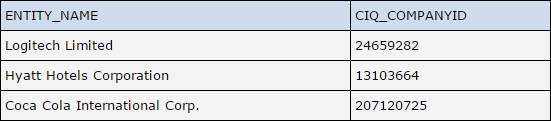 ENTITY_NAME CIQ_COMPANYID
Logitech Limited 24659282
Hyatt Hotels Corporation 13103664
Coca Cola International Corp. 207120725